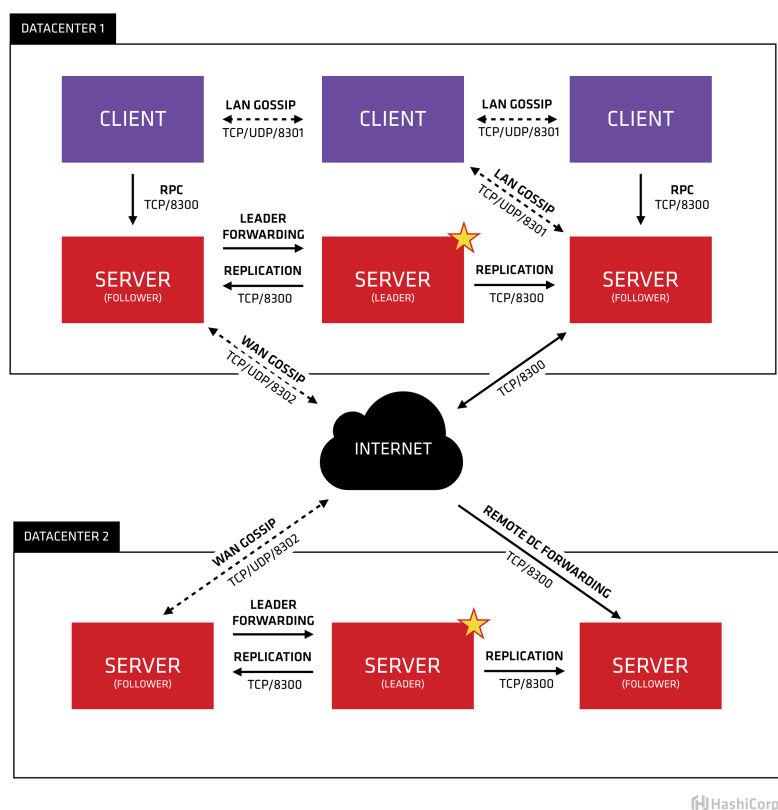 DATACENTER 1
CLIENT
LAN GOSSIP
TCP/UDP/8301
CLIENT
LAN GOSSIP
TCP/UDP/8301
CLIENT
RPC
TCP/8300
LAN GOSSIP
TCP/UDP/8301
RPC
TCP/8300
SERVER
(FOLLOWER)
LEADER
FORWARDING
REPLICATION
TCP/8300
SERVER
(LEADER)
REPLICATION
TCP/8300
SERVER
(FOLLOWER)
WAN GOSSIP
TCP/UDP/8302
TCP/8300
INTERNET
DATACENTER 2
WAN GOSSIP
TCP/UDP/8302
REMOTE DC FORWARDING
TCP/8300
SERVER
(FOLLOWER)
LEADER
FORWARDING
REPLICATION
TCP/8300
SERVER
(LEADER)
REPLICATION
TCP/8300
SERVER
(FOLLOWER)
HashiCorp